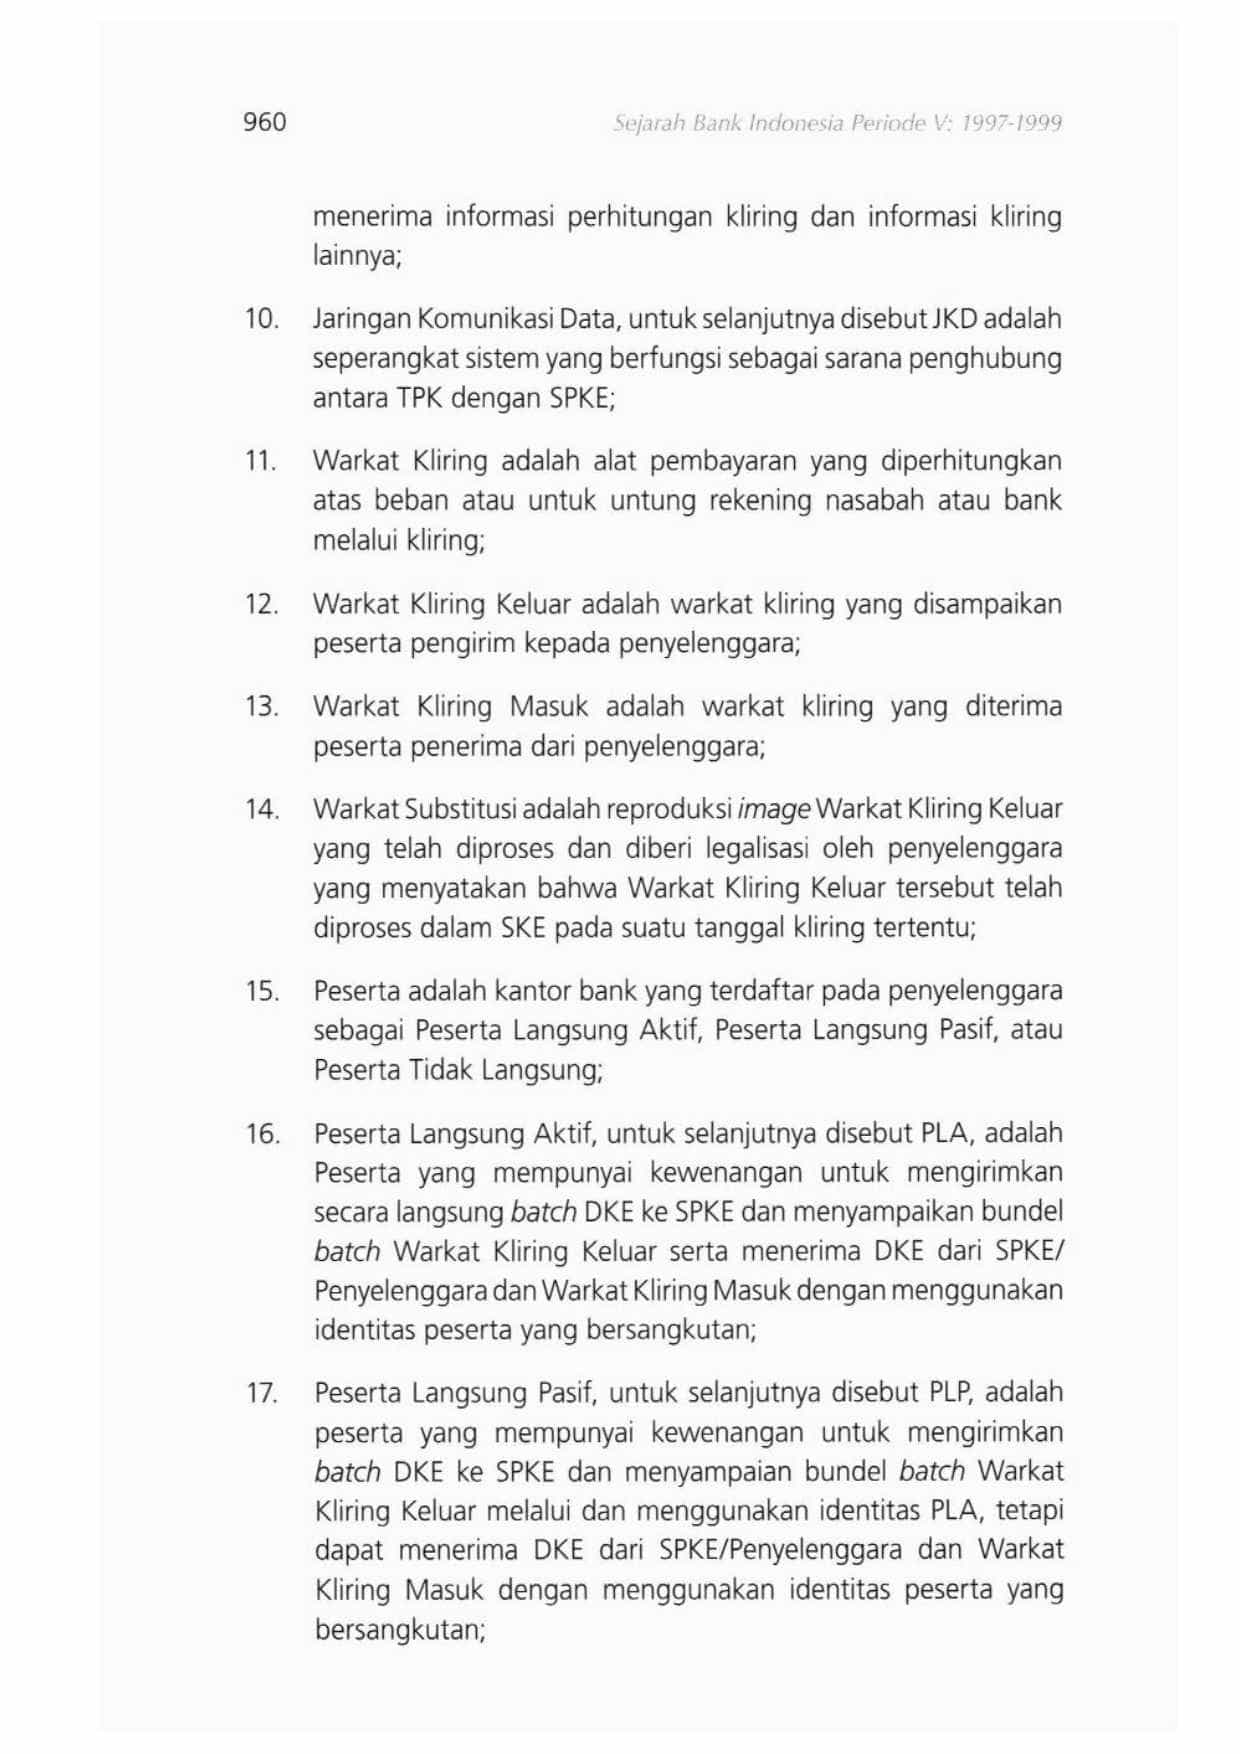 960
Sejarah Bank Indonesia Periode V: 1997-1999
menerima informasi perhitungan kliring dan informasi kliring
lainnya;
10. Jaringan Komunikasi Data, untuk selanjutnya disebut JKD adalah
seperangkat sistem yang berfungsi sebagai sarana penghubung
antara TPK dengan SPKE;
11. Warkat Kliring adalah alat pembayaran yang diperhitungkan
atas beban atau untuk untung rekening nasabah atau bank
melalui kliring;
12. Warkat Kliring Keluar adalah warkat kliring yang disampaikan
peserta pengirim kepada penyelenggara;
13. Warkat Kliring Masuk adalah warkat kliring yang diterima
peserta penerima dari penyelenggara;
14. Warkat Substitusi adalah reproduksi image Warkat Kliring Keluar
yang telah diproses dan diberi legalisasi oleh penyelenggara
yang menyatakan bahwa Warkat Kliring Keluar tersebut telah
diproses dalam SKE pada suatu tanggal kliring tertentu;
15. Peserta adalah kantor bank yang terdaftar pada penyelenggara
sebagai Peserta Langsung Aktif, Peserta Langsung Pasif, atau
Peserta Tidak Langsung;
16. Peserta Langsung Aktif, untuk selanjutnya disebut PLA, adalah
Peserta yang mempunyai kewenangan untuk mengirimkan
secara langsung batch DKE ke SPKE dan menyampaikan bundel
batch Warkat Kliring Keluar serta menerima DKE dari SPKE/
Penyelenggara dan Warkat Kliring Masuk dengan menggunakan
identitas peserta yang bersangkutan;
17. Peserta Langsung Pasif, untuk selanjutnya disebut PLP, adalah
peserta yang mempunyai kewenangan untuk mengirimkan
batch DKE ke SPKE dan menyampaian bundel batch Warkat
Kliring Keluar melalui dan menggunakan identitas PLA, tetapi
dapat menerima DKE dari SPKE/Penyelenggara dan Warkat
Kliring Masuk dengan menggunakan identitas peserta yang
bersangkutan;